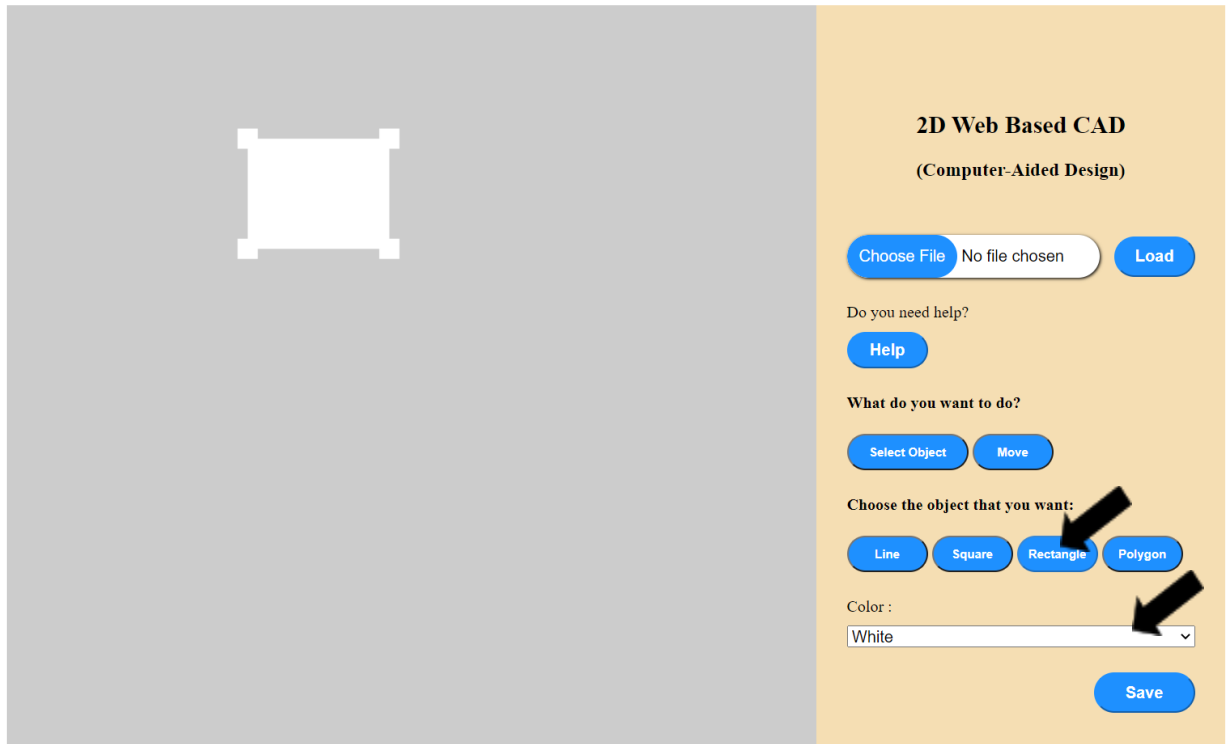 2D Web Based CAD
(Computer-Aided Design)
Choose File No file chosen Load
Do you need help?
Help
What do you want to do?
Select Object Move
Choose the object that you want:
Line Square Rectangle Polygon
Color :
White
Save